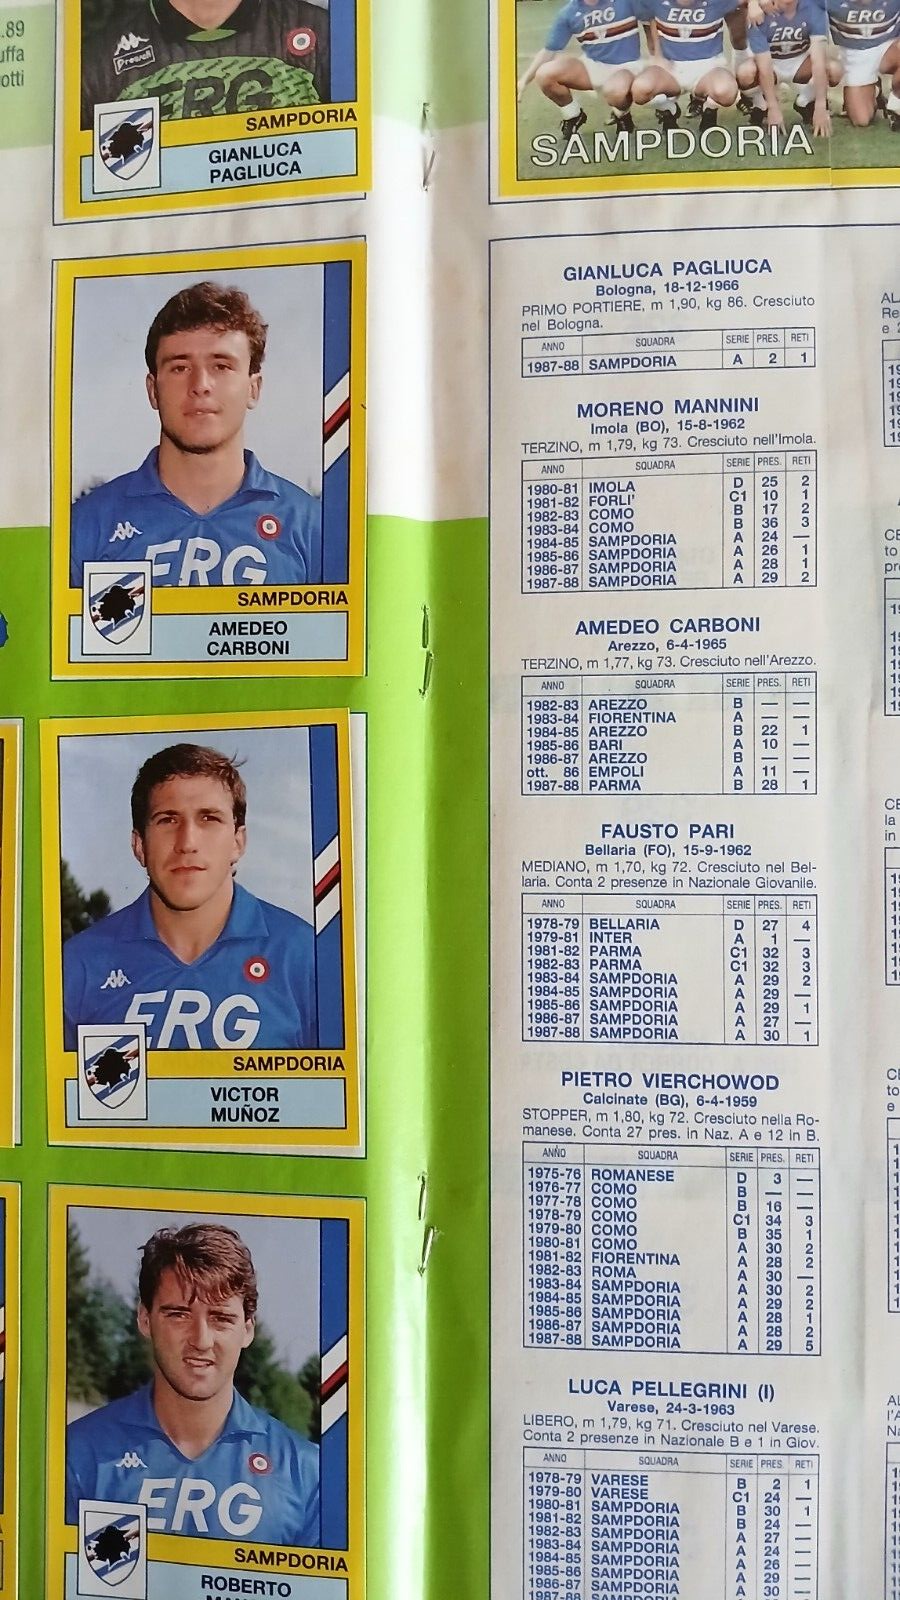 .89
uffa
otti
Drewell
ERG
SAMPDORIA
GIANLUCA
PAGLIUCA
ERG
SAMPDORIA
AMEDEO
CARBONI
ERG
SAMPDORIA
VICTOR
MUÑOZ
ERG
SAMPDORIA
ROBERTO
ERG ERG ERG ERG
SAMPDORIA
GIANLUCA PAGLIUCA
Bologna, 18-12-1966
PRIMO PORTIERE, m 1,90, kg 86. Cresciuto
nel Bologna.
ANNO SQUADRA SERIE PRES. RETI
1987-88 SAMPDORIA A 2 1
MORENO MANNINI
Imola (BO), 15-8-1962
TERZINO, m 1,79, kg 73. Cresciuto nell'Imola.
ANNO SQUADRA SERIE PRES. RETI
1980-81 IMOLA D 25 2
1981-82 FORLI' C1 10 1
1982-83 COMO B 17 2
1983-84 COMO B 36 3
1984-85 SAMPDORIA A 24 —
1985-86 SAMPDORIA A 26 1
1986-87 SAMPDORIA A 28 1
1987-88 SAMPDORIA A 29 2
AMEDEO CARBONI
Arezzo, 6-4-1965
TERZINO, m 1,77, kg 73. Cresciuto nell'Arezzo.
ANNO SQUADRA SERIE PRES. RETI
1982-83 AREZZO B — —
1983-84 FIORENTINA A — —
1984-85 AREZZO B 22 1
1985-86 BARI A 10 —
1986-87 AREZZO B — —
ott. 86 EMPOLI A 11 —
1987-88 PARMA B 28 1
FAUSTO PARI
Bellaria (FO), 15-9-1962
MEDIANO, m 1,70, kg 72. Cresciuto nel Bel-
laria. Conta 2 presenze in Nazionale Giovanile.
ANNO SQUADRA SERIE PRES. RETI
1978-79 BELLARIA D 27 4
1979-81 INTER A 1 —
1981-82 PARMA C1 32 3
1982-83 PARMA C1 32 3
1983-84 SAMPDORIA A 29 2
1984-85 SAMPDORIA A 29 —
1985-86 SAMPDORIA A 29 1
1986-87 SAMPDORIA A 27 —
1987-88 SAMPDORIA A 30 1
PIETRO VIERCHOWOD
Calcinate (BG), 6-4-1959
STOPPER, m 1,80, kg 72. Cresciuto nella Ro-
manese. Conta 27 pres. in Naz. A e 12 in B.
ANNO SQUADRA SERIE PRES. RETI
1975-76 ROMANESE D 3 —
1976-77 COMO B — —
1977-78 COMO B 16 —
1978-79 COMO C1 34 3
1979-80 COMO B 35 1
1980-81 COMO A 30 2
1981-82 FIORENTINA A 28 2
1982-83 ROMA A 30 —
1983-84 SAMPDORIA A 30 2
1984-85 SAMPDORIA A 29 2
1985-86 SAMPDORIA A 28 1
1986-87 SAMPDORIA A 28 2
1987-88 SAMPDORIA A 29 5
LUCA PELLEGRINI (I)
Varese, 24-3-1963
LIBERO, m 1,79, kg 71. Cresciuto nel Varese.
Conta 2 presenze in Nazionale B e 1 in Giov.
ANNO SQUADRA SERIE PRES. RETI
1978-79 VARESE B 2 1
1979-80 VARESE C1 24 —
1980-81 SAMPDORIA B 30 1
1981-82 SAMPDORIA B 24 —
1982-83 SAMPDORIA A 27 —
1983-84 SAMPDORIA A 24 —
1984-85 SAMPDORIA A 26 —
1985-86 SAMPDORIA A 29 —
1986-87 SAMPDORIA A 30 —
1987-88 SAMPDORIA A